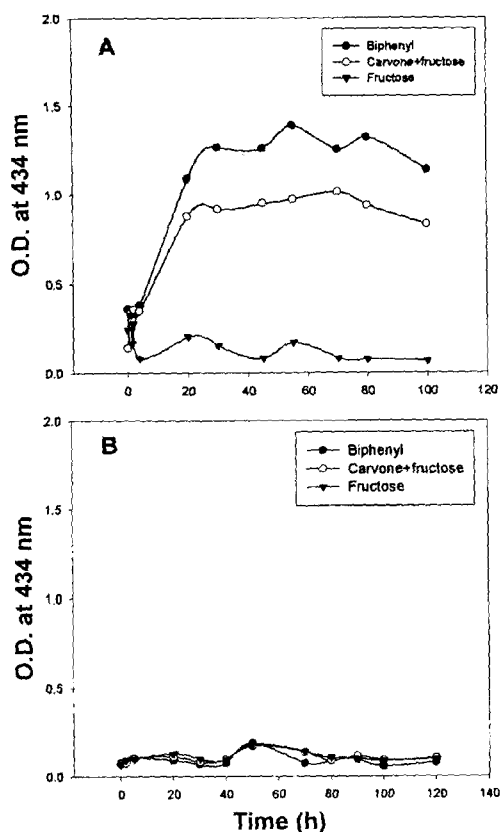 A
Biphenyl
Carvone+fructose
Fructose
O.D. at 434 nm
2.0
1.5
1.0
0.5
0.0
0 20 40 60 80 100 120
B
Biphenyl
Carvone+fructose
Fructose
O.D. at 434 nm
2.0
1.5
1.0
0.5
0.0
0 20 40 60 80 100 120 140
Time (h)